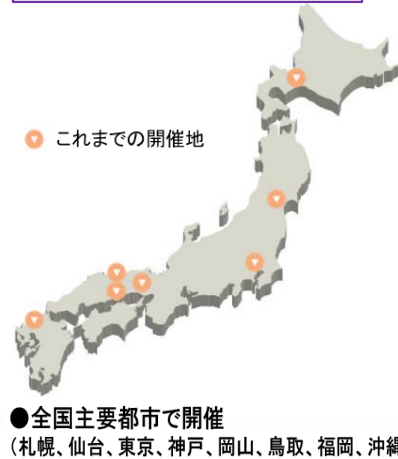 これまでの開催地
●全国主要都市で開催
(札幌、仙台、東京、神戸、岡山、鳥取、福岡、沖縄